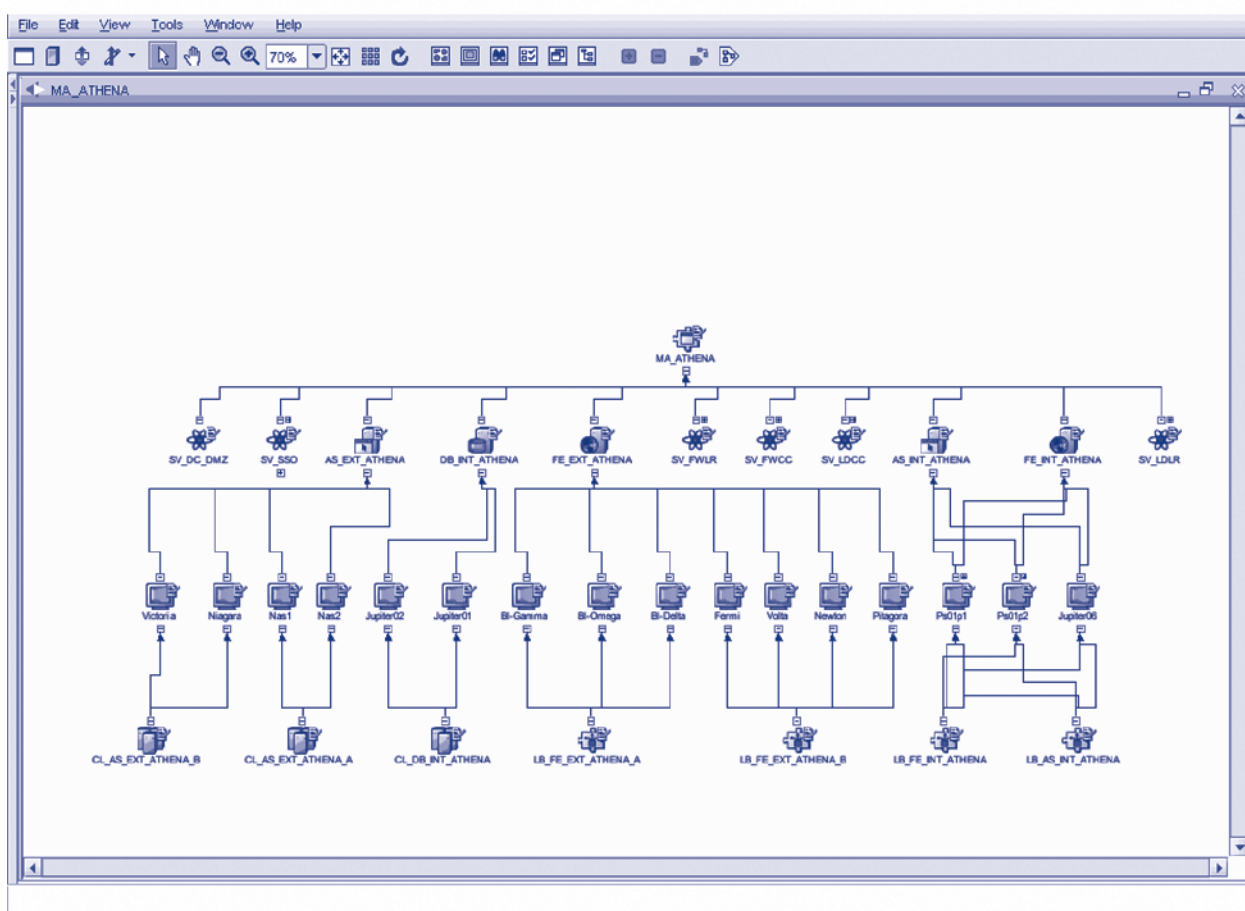 File Edit View Tools Window Help
70%
MA_ATHENA
MA_ATHENA
SV_DC_DMZ SV_SSO AS_EXT_ATHENA DB_INT_ATHENA FE_EXT_ATHENA SV_FWLR SV_FWCC SV_LDCC AS_INT_ATHENA FE_INT_ATHENA SV_LDLR
Victoria Niagara Nas1 Nas2 Jupiter02 Jupiter01 BI-Gamma BI-Omega BI-Delta Fermi Volta Newton Pitagora Ps01p1 Ps01p2 Jupiter06
CL_AS_EXT_ATHENA_B CL_AS_EXT_ATHENA_A CL_DB_INT_ATHENA LB_FE_EXT_ATHENA_A LB_FE_EXT_ATHENA_B LB_FE_INT_ATHENA LB_AS_INT_ATHENA